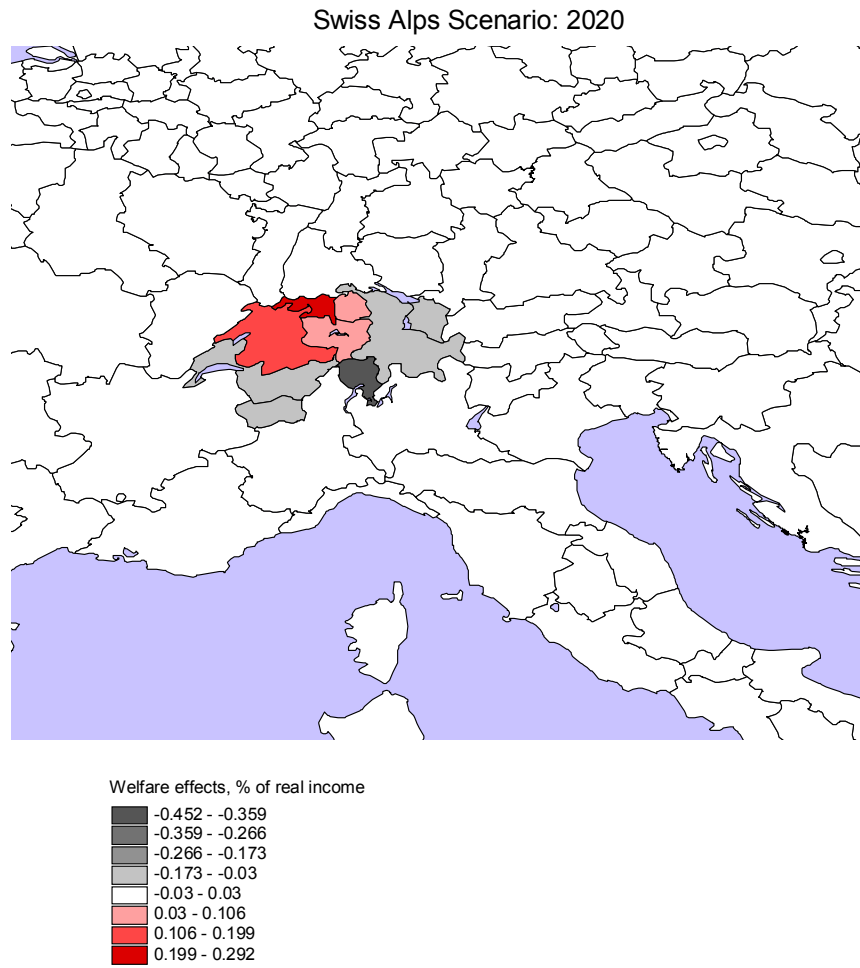 Swiss Alps Scenario: 2020
Welfare effects, % of real income
-0.452 - -0.359
-0.359 - -0.266
-0.266 - -0.173
-0.173 - -0.03
-0.03 - 0.03
0.03 - 0.106
0.106 - 0.199
0.199 - 0.292